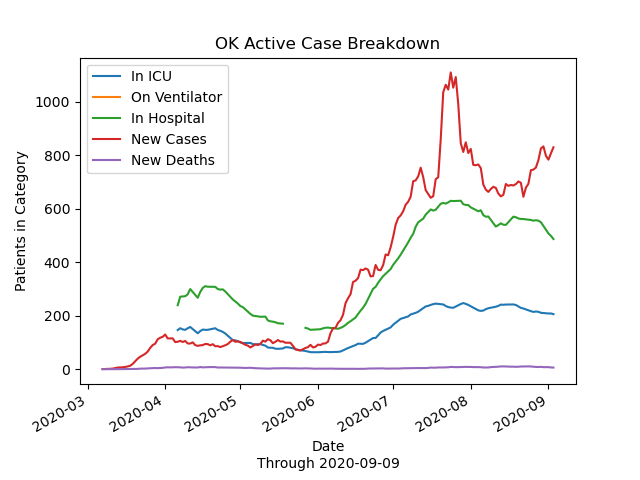 OK Active Case Breakdown
In ICU
On Ventilator
In Hospital
New Cases
New Deaths
1000
800
600
400
200
0
Patients in Category
2020-03
2020-04
2020-05
2020-06
2020-07
2020-08
2020-09
Date
Through 2020-09-09